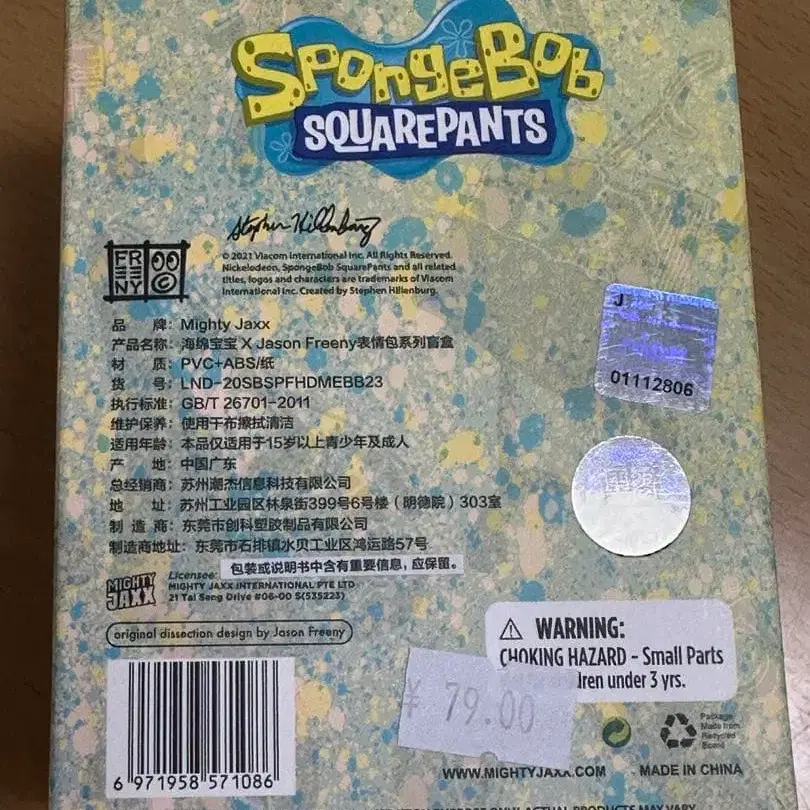 SPONGEBOB
SQUAREPANTS
Stephen Hillenburg
FREENY
©
© 2021 Viacom International Inc. All Rights Reserved.
Nickelodeon, SpongeBob SquarePants and all related
titles, logos and characters are trademarks of Viacom
International Inc. Created by Stephen Hillenburg.
品 牌：Mighty Jaxx
产品名称：海绵宝宝 X Jason Freeny表情包系列盲盒
材 质：PVC+ABS/纸
货 号：LND-20SBSPFHDMEBB23
执行标准：GB/T 26701-2011
维护保养：使用干布擦拭清洁
适用年龄：本品仅适用于15岁以上青少年及成人
产 地：中国广东
总经销商：苏州潮杰信息科技有限公司
地 址：苏州工业园区林泉街399号6号楼（明德院）303室
制 造 商：东莞市创科塑胶制品有限公司
制造商地址：东莞市石排镇水贝工业区鸿运路57号
包装或说明书中含有重要信息，应保留。
MIGHTY JAXX
Licensee:
MIGHTY JAXX INTERNATIONAL PTE LTD
21 Tai Seng Drive #06-00 S(535223)
original dissection design by Jason Freeny
01112806
WARNING:
CHOKING HAZARD - Small Parts
children under 3 yrs.
¥ 79.00
6 971958 571086
Package
Made from
Recycled
Board
WWW.MIGHTYJAXX.COM
MADE IN CHINA
ACTUAL PRODUCTS MAY VARY